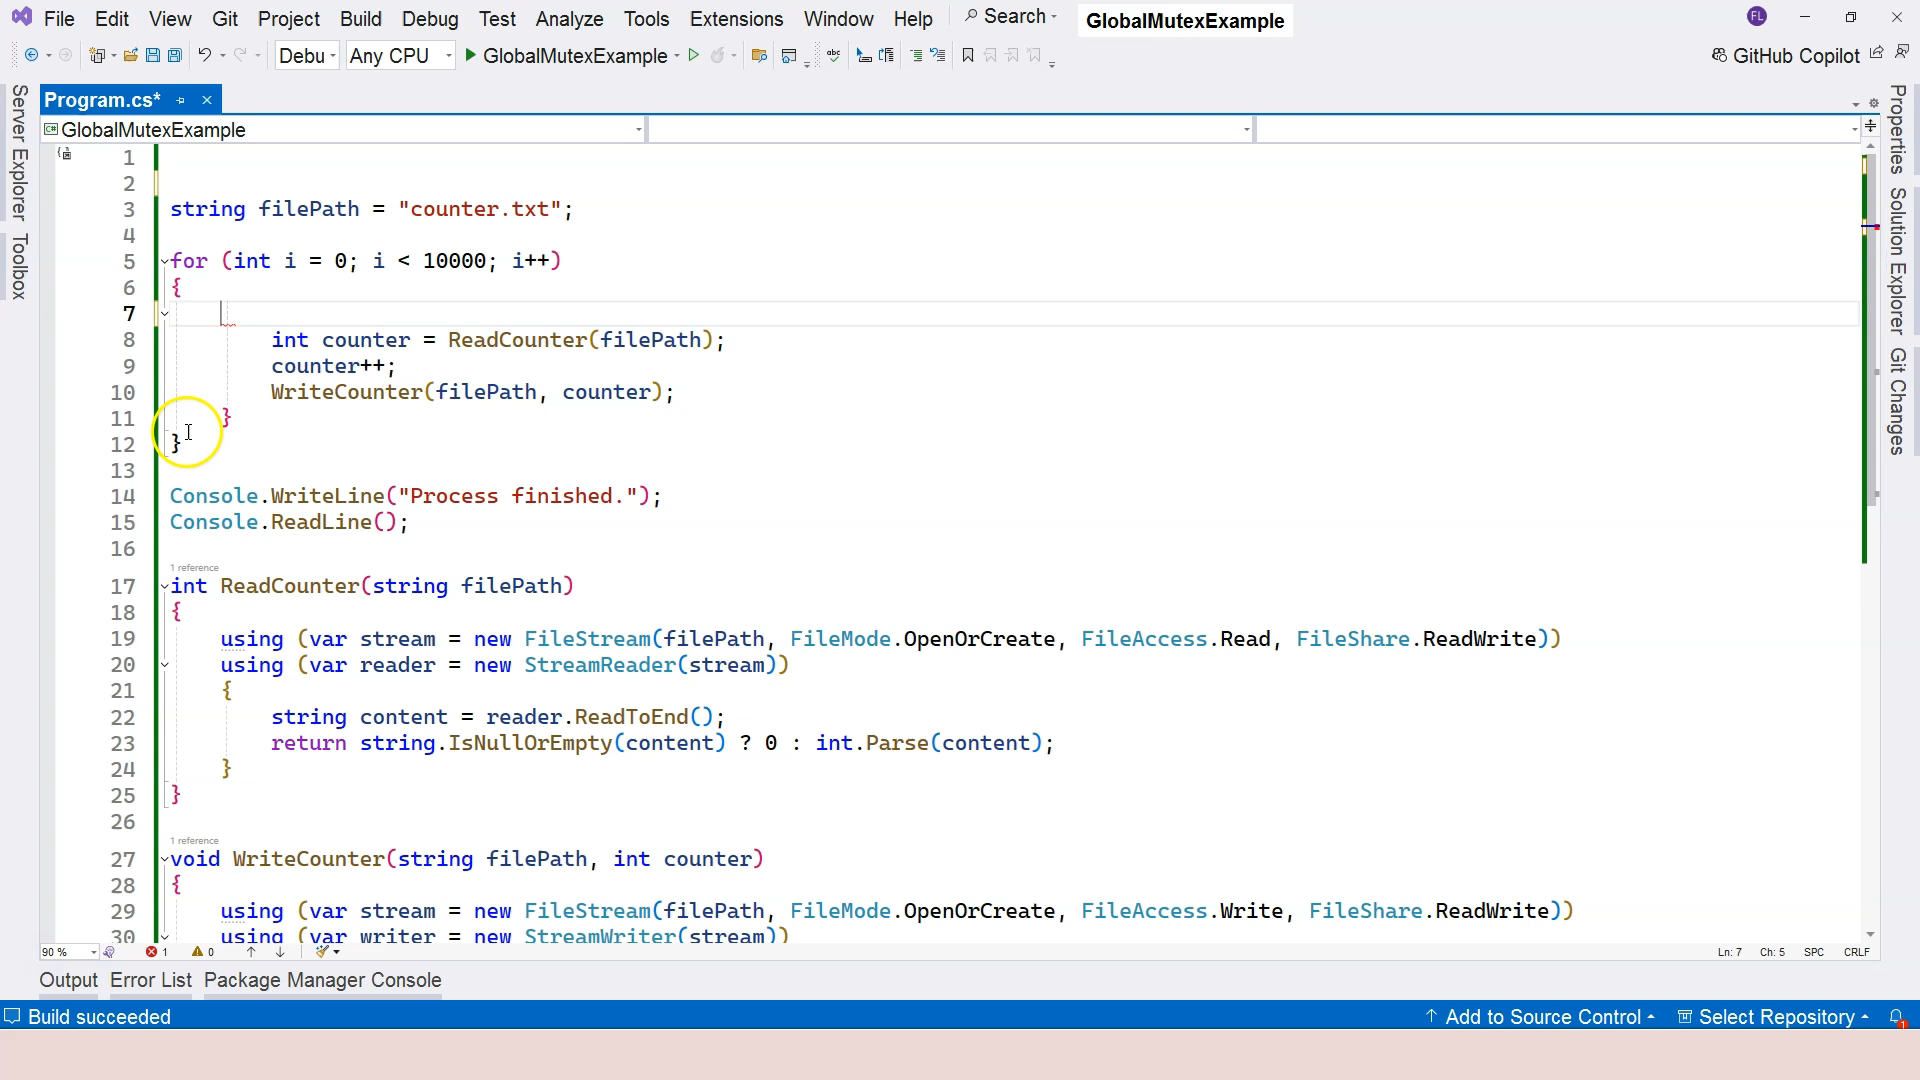 File Edit View Git Project Build Debug Test Analyze Tools Extensions Window Help Search GlobalMutexExample FL
Debu Any CPU GlobalMutexExample abc GitHub Copilot
Program.cs*
C# GlobalMutexExample
Server Explorer
Toolbox
Properties
Solution Explorer
Git Changes
1
2
3 string filePath = "counter.txt";
4
5 for (int i = 0; i < 10000; i++)
6 {
7
8 int counter = ReadCounter(filePath);
9 counter++;
10 WriteCounter(filePath, counter);
11 }
12 }
13
14 Console.WriteLine("Process finished.");
15 Console.ReadLine();
16
1 reference
17 int ReadCounter(string filePath)
18 {
19 using (var stream = new FileStream(filePath, FileMode.OpenOrCreate, FileAccess.Read, FileShare.ReadWrite))
20 using (var reader = new StreamReader(stream))
21 {
22 string content = reader.ReadToEnd();
23 return string.IsNullOrEmpty(content) ? 0 : int.Parse(content);
24 }
25 }
26
1 reference
27 void WriteCounter(string filePath, int counter)
28 {
29 using (var stream = new FileStream(filePath, FileMode.OpenOrCreate, FileAccess.Write, FileShare.ReadWrite))
30 using (var writer = new StreamWriter(stream))
90 % 1 0 Ln: 7 Ch: 5 SPC CRLF
Output Error List Package Manager Console
Build succeeded Add to Source Control Select Repository 1